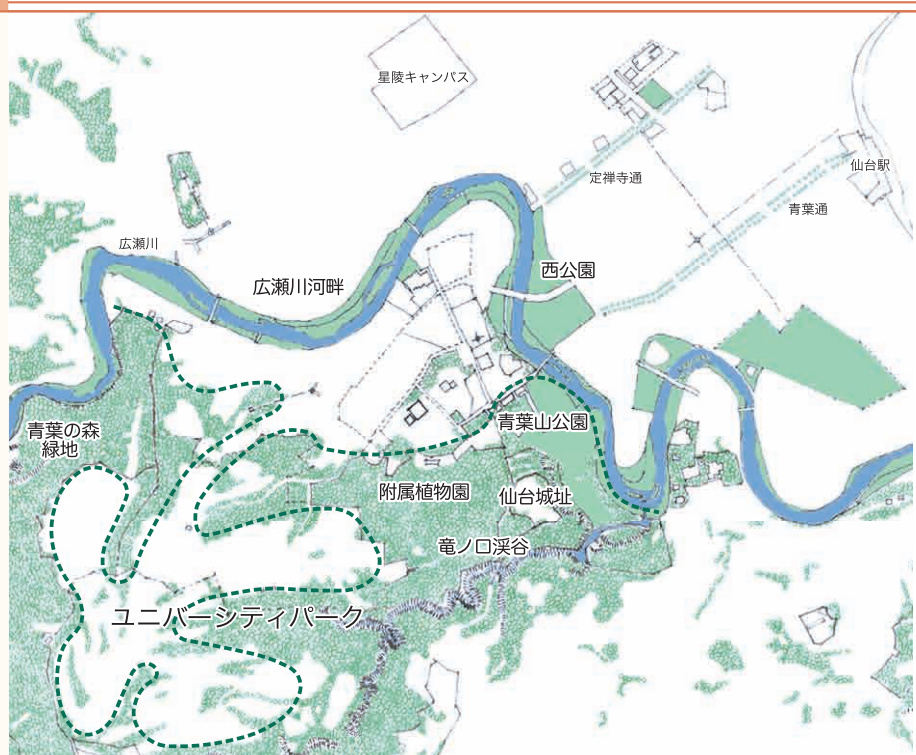 星陵キャンパス
仙台駅
定禅寺通
青葉通
広瀬川
西公園
広瀬川河畔
青葉山公園
青葉の森
緑地
附属植物園
仙台城址
竜ノ口渓谷
ユニバーシティパーク